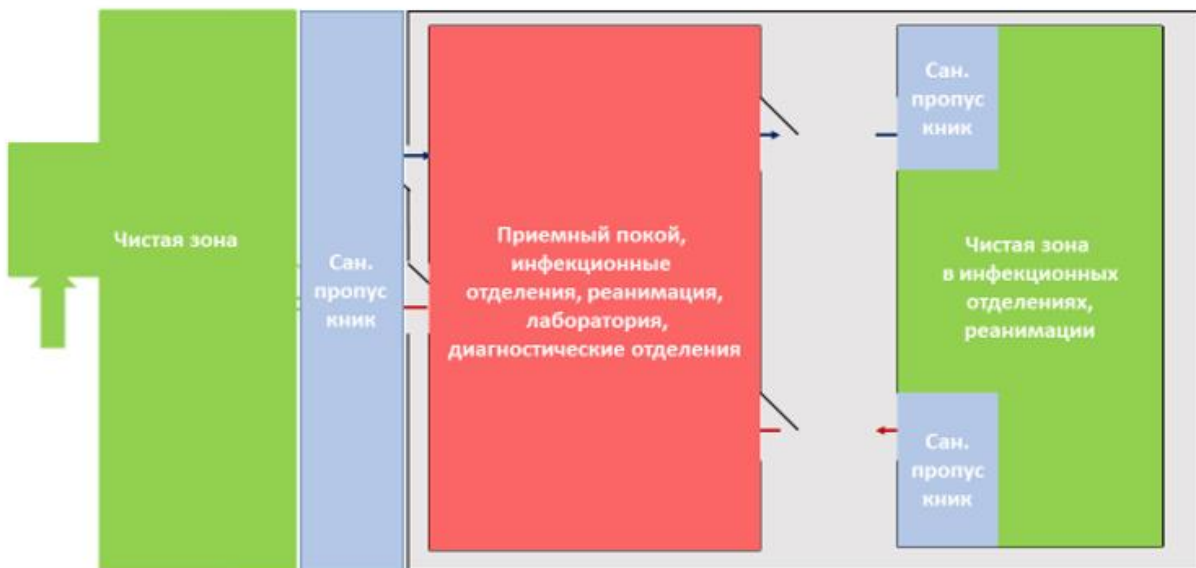 Чистая зона
Сан.
пропус
кник
Приемный покой,
инфекционные
отделения, реанимация,
лаборатория,
диагностические отделения
Сан.
пропус
кник
Чистая зона
в инфекционных
отделениях,
реанимации
Сан.
пропус
кник